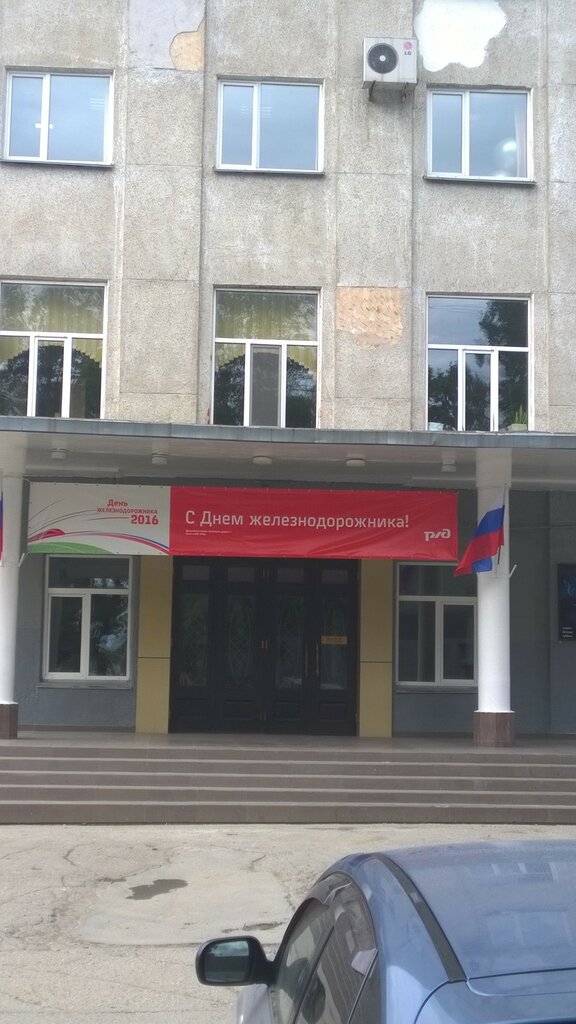 LG
День
железнодорожника
2016
С Днем железнодорожника!
ржд